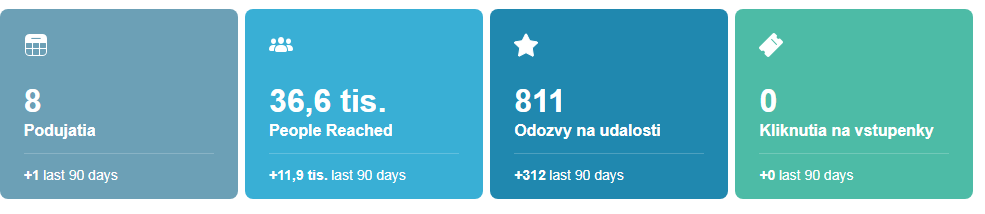 8
Podujatia
+1 last 90 days
36,6 tis.
People Reached
+11,9 tis. last 90 days
811
Odozvy na udalosti
+312 last 90 days
0
Kliknutia na vstupenky
+0 last 90 days